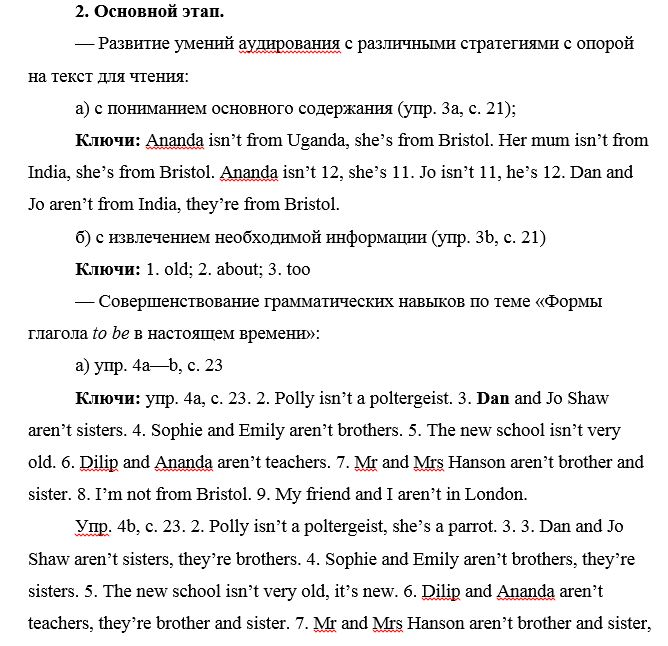 2. Основной этап.
— Развитие умений аудирования с различными стратегиями с опорой
на текст для чтения:
а) с пониманием основного содержания (упр. 3а, с. 21);
Ключи: Ananda isn’t from Uganda, she’s from Bristol. Her mum isn’t from
India, she’s from Bristol. Ananda isn’t 12, she’s 11. Jo isn’t 11, he’s 12. Dan and
Jo aren’t from India, they’re from Bristol.
б) с извлечением необходимой информации (упр. 3b, с. 21)
Ключи: 1. old; 2. about; 3. too
— Совершенствование грамматических навыков по теме «Формы
глагола to be в настоящем времени»:
а) упр. 4a—b, с. 23
Ключи: упр. 4а, с. 23. 2. Polly isn’t a poltergeist. 3. Dan and Jo Shaw
aren’t sisters. 4. Sophie and Emily aren’t brothers. 5. The new school isn’t very
old. 6. Dilip and Ananda aren’t teachers. 7. Mr and Mrs Hanson aren’t brother and
sister. 8. I’m not from Bristol. 9. My friend and I aren’t in London.
Упр. 4b, с. 23. 2. Polly isn’t a poltergeist, she’s a parrot. 3. 3. Dan and Jo
Shaw aren’t sisters, they’re brothers. 4. Sophie and Emily aren’t brothers, they’re
sisters. 5. The new school isn’t very old, it’s new. 6. Dilip and Ananda aren’t
teachers, they’re brother and sister. 7. Mr and Mrs Hanson aren’t brother and sister,